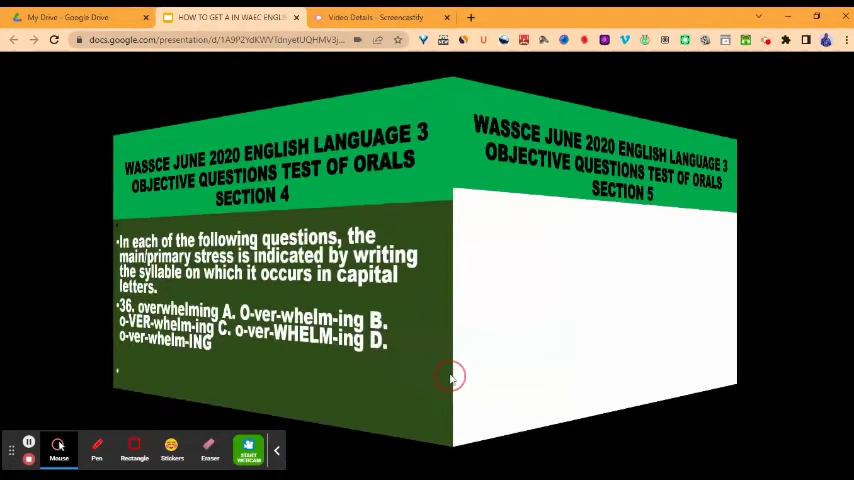 My Drive - Google Drive
HOW TO GET A IN WAEC ENGLIS
Video Details - Screencastify
docs.google.com/presentation/d/1A9P2YdKWVTdnyetUQHMV3j...
WASSCE JUNE 2020 ENGLISH LANGUAGE 3
OBJECTIVE QUESTIONS TEST OF ORALS
SECTION 4
•In each of the following questions, the
main/primary stress is indicated by writing
the syllable on which it occurs in capital
letters.
•36. overwhelming A. O-ver-whelm-ing B.
o-VER-whelm-ing C. o-ver-WHELM-ing D.
o-ver-whelm-ING
WASSCE JUNE 2020 ENGLISH LANGUAGE 3
OBJECTIVE QUESTIONS TEST OF ORALS
SECTION 5
Mouse
Pen
Rectangle
Stickers
Eraser
START
WEBCAM